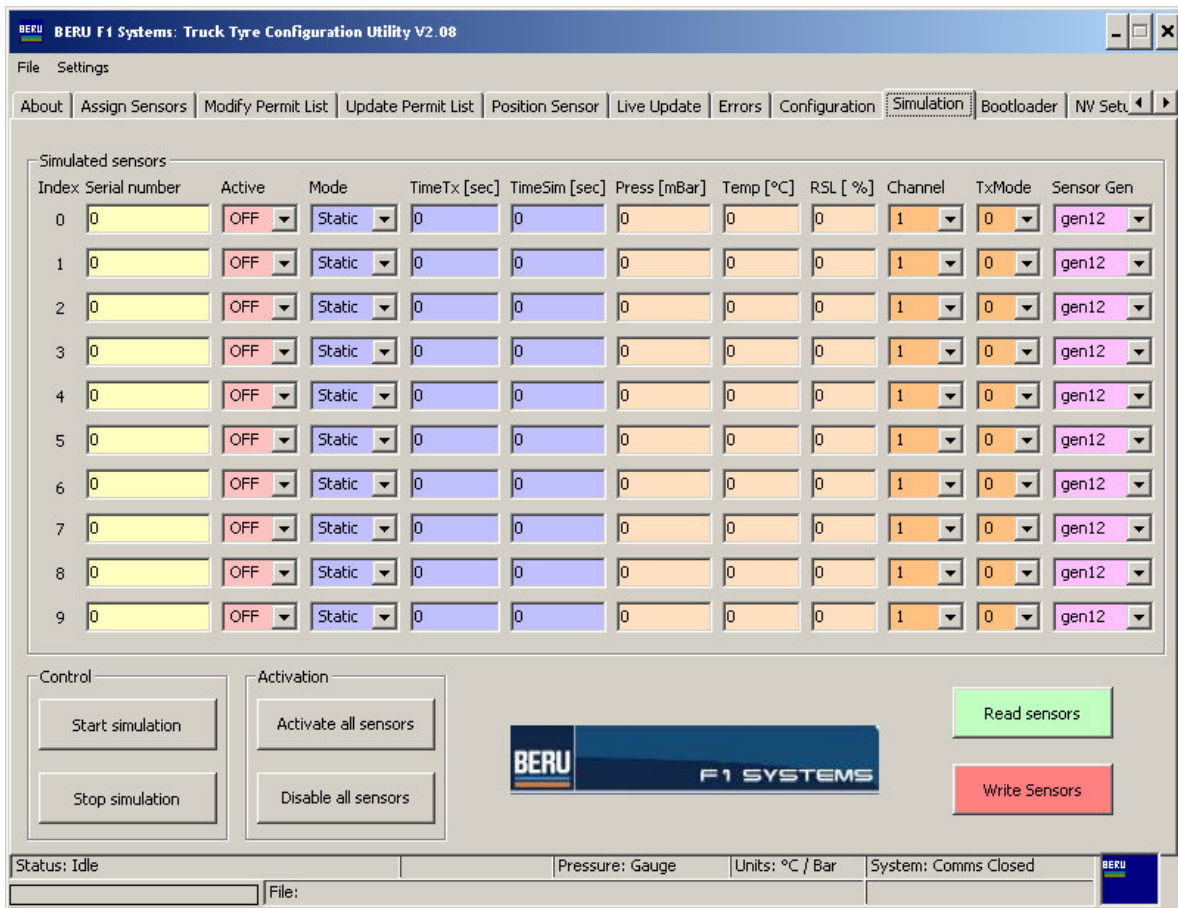 BERU BERU F1 Systems: Truck Tyre Configuration Utility V2.08
File Settings
About Assign Sensors Modify Permit List Update Permit List Position Sensor Live Update Errors Configuration Simulation Bootloader NV Setu
Simulated sensors
Index Serial number Active Mode TimeTx [sec] TimeSim [sec] Press [mBar] Temp [°C] RSL [ %] Channel TxMode Sensor Gen
0 0 OFF Static 0 0 0 0 0 1 0 gen12
1 0 OFF Static 0 0 0 0 0 1 0 gen12
2 0 OFF Static 0 0 0 0 0 1 0 gen12
3 0 OFF Static 0 0 0 0 0 1 0 gen12
4 0 OFF Static 0 0 0 0 0 1 0 gen12
5 0 OFF Static 0 0 0 0 0 1 0 gen12
6 0 OFF Static 0 0 0 0 0 1 0 gen12
7 0 OFF Static 0 0 0 0 0 1 0 gen12
8 0 OFF Static 0 0 0 0 0 1 0 gen12
9 0 OFF Static 0 0 0 0 0 1 0 gen12
Control Activation
Start simulation Activate all sensors Read sensors
BERU F1 SYSTEMS
Stop simulation Disable all sensors Write Sensors
Status: Idle Pressure: Gauge Units: °C / Bar System: Comms Closed BERU
File: